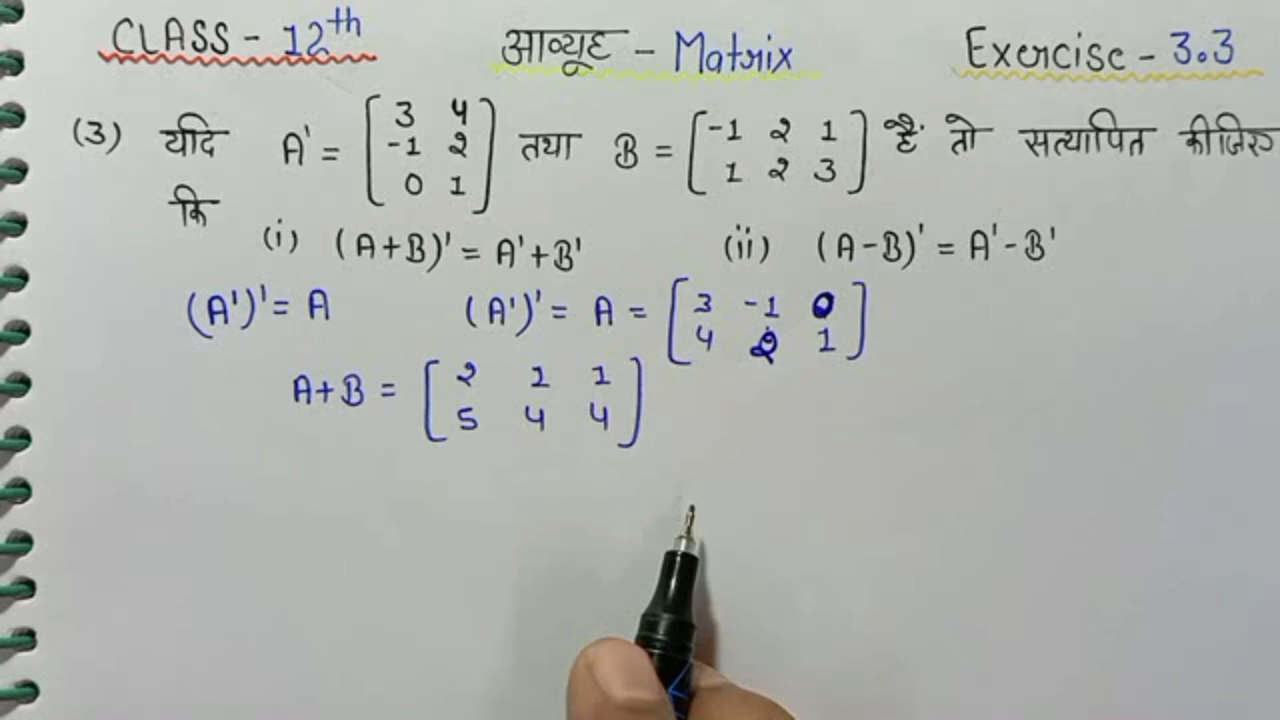 CLASS - 12th आव्यूह - Matrix Exercise - 3.3
(3) यदि A' = [3 4; -1 2; 0 1] तथा B = [-1 2 1; 1 2 3] हैं तो सत्यापित कीजिए
कि
(i) (A+B)' = A'+B' (ii) (A-B)' = A'-B'
(A')' = A (A')' = A = [3 -1 0; 4 2 1]
A+B = [2 1 1; 5 4 4]